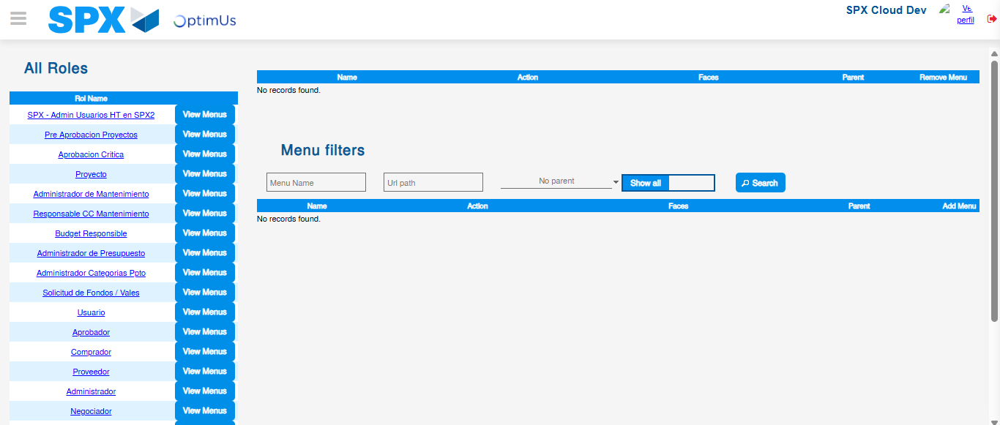 SPX OptimUs
SPX Cloud Dev
Ve
perfil
All Roles
Rol Name
SPX - Admin Usuarios HT en SPX2 View Menus
Pre Aprobacion Proyectos View Menus
Aprobacion Critica View Menus
Proyecto View Menus
Administrador de Mantenimiento View Menus
Responsable CC Mantenimiento View Menus
Budget Responsible View Menus
Administrador de Presupuesto View Menus
Administrador Categorias Ppto View Menus
Solicitud de Fondos / Vales View Menus
Usuario View Menus
Aprobador View Menus
Comprador View Menus
Proveedor View Menus
Administrador View Menus
Negociador View Menus
Name Action Faces Parent Remove Menu
No records found.
Menu filters
Menu Name Url path No parent Show all Search
Name Action Faces Parent Add Menu
No records found.